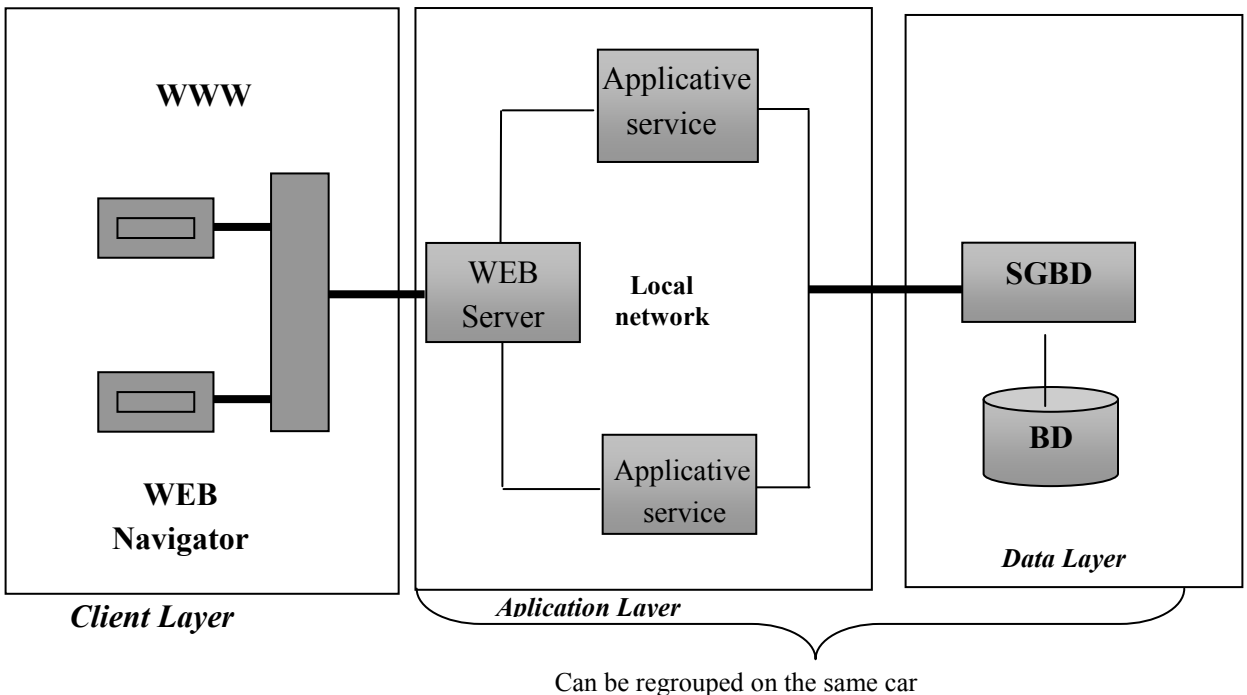 WWW
WEB
Navigator
Client Layer
Applicative
service
WEB
Server
Local
network
Applicative
service
Aplication Layer
SGBD
BD
Data Layer
Can be regrouped on the same car